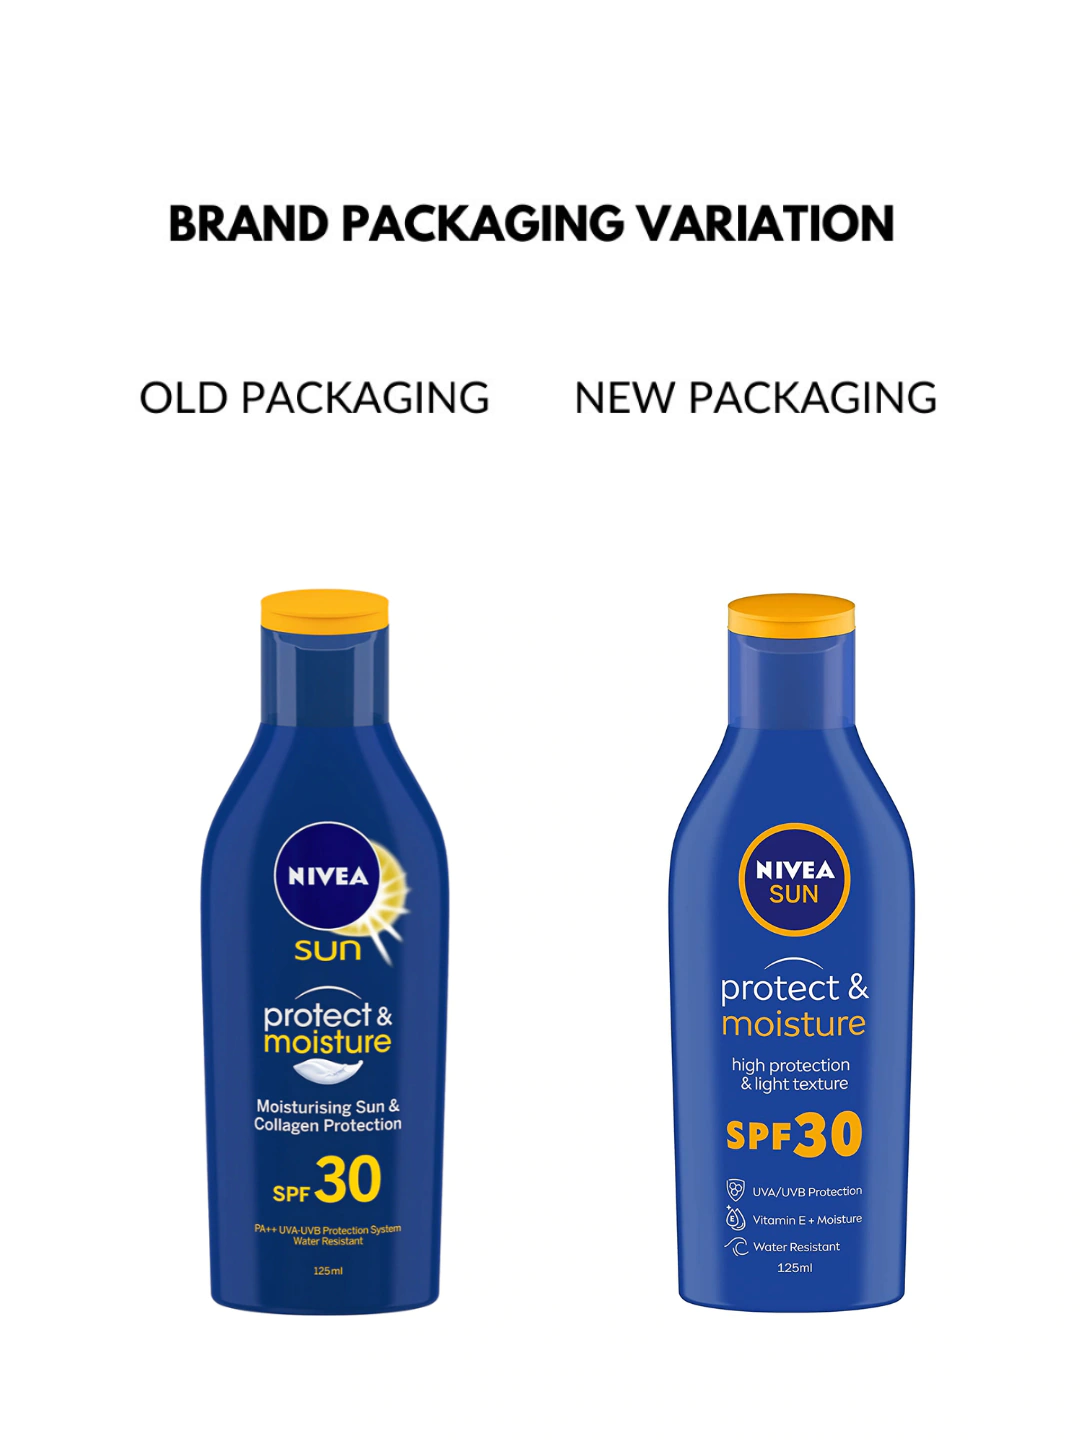 BRAND PACKAGING VARIATION
OLD PACKAGING
NEW PACKAGING
NIVEA
sun
protect &
moisture
Moisturising Sun &
Collagen Protection
SPF 30
PA++ UVA-UVB Protection System
Water Resistant
125ml
NIVEA
SUN
protect &
moisture
high protection
& light texture
SPF 30
UVA/UVB Protection
E
Vitamin E + Moisture
Water Resistant
125ml